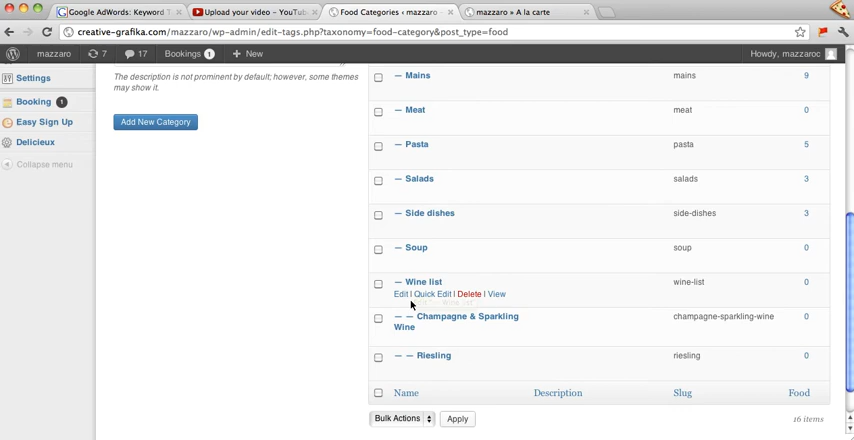 Google AdWords: Keyword T
Upload your video – YouTub
Food Categories ‹ mazzaro –
mazzaro » A la carte
creative-grafika.com/mazzaro/wp-admin/edit-tags.php?taxonomy=food-category&post_type=food
mazzaro 7 17 Bookings 1 + New Howdy, mazzaroc
Settings
Booking 1
Easy Sign Up
Delicieux
Collapse menu
The description is not prominent by default; however, some themes
may show it.
Add New Category
— Mains mains 9
— Meat meat 0
— Pasta pasta 5
— Salads salads 3
— Side dishes side-dishes 3
— Soup soup 0
— Wine list wine-list 0
Edit | Quick Edit | Delete | View
— — Champagne & Sparkling champagne-sparkling-wine 0
Wine
— — Riesling riesling 0
Name Description Slug Food
Bulk Actions Apply 16 items